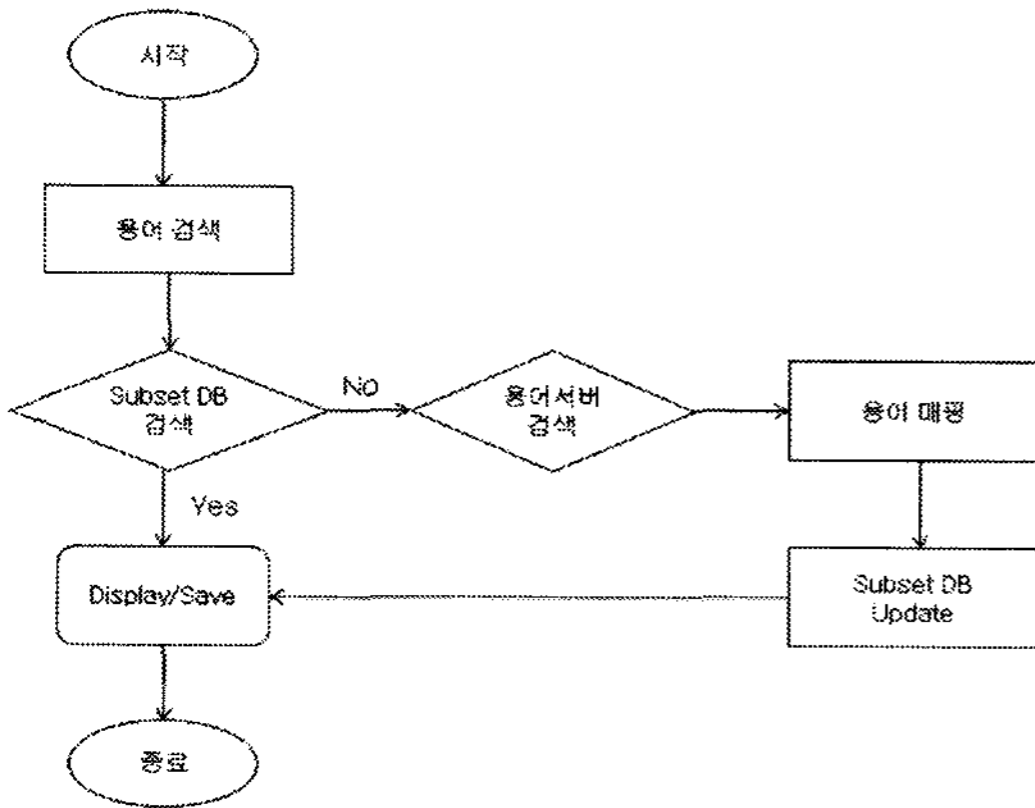 시작
용어 검색
Subset DB
검색
No
용어서버
검색
용어 매핑
Yes
Display/Save
Subset DB
Update
종료